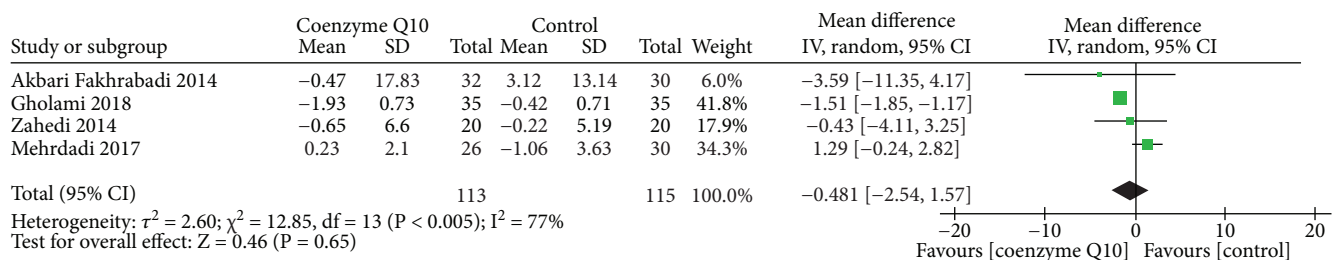 Coenzyme Q10 Control Mean difference Mean difference
Study or subgroup Mean SD Total Mean SD Total Weight IV, random, 95% CI IV, random, 95% CI
Akbari Fakhrabadi 2014 −0.47 17.83 32 3.12 13.14 30 6.0% −3.59 [−11.35, 4.17]
Gholami 2018 −1.93 0.73 35 −0.42 0.71 35 41.8% −1.51 [−1.85, −1.17]
Zahedi 2014 −0.65 6.6 20 −0.22 5.19 20 17.9% −0.43 [−4.11, 3.25]
Mehrdadi 2017 0.23 2.1 26 −1.06 3.63 30 34.3% 1.29 [−0.24, 2.82]
Total (95% CI) 113 115 100.0% −0.481 [−2.54, 1.57]
Heterogeneity: τ² = 2.60; χ² = 12.85, df = 13 (P < 0.005); I² = 77%
Test for overall effect: Z = 0.46 (P = 0.65)
−20 −10 0 10 20
Favours [coenzyme Q10] Favours [control]